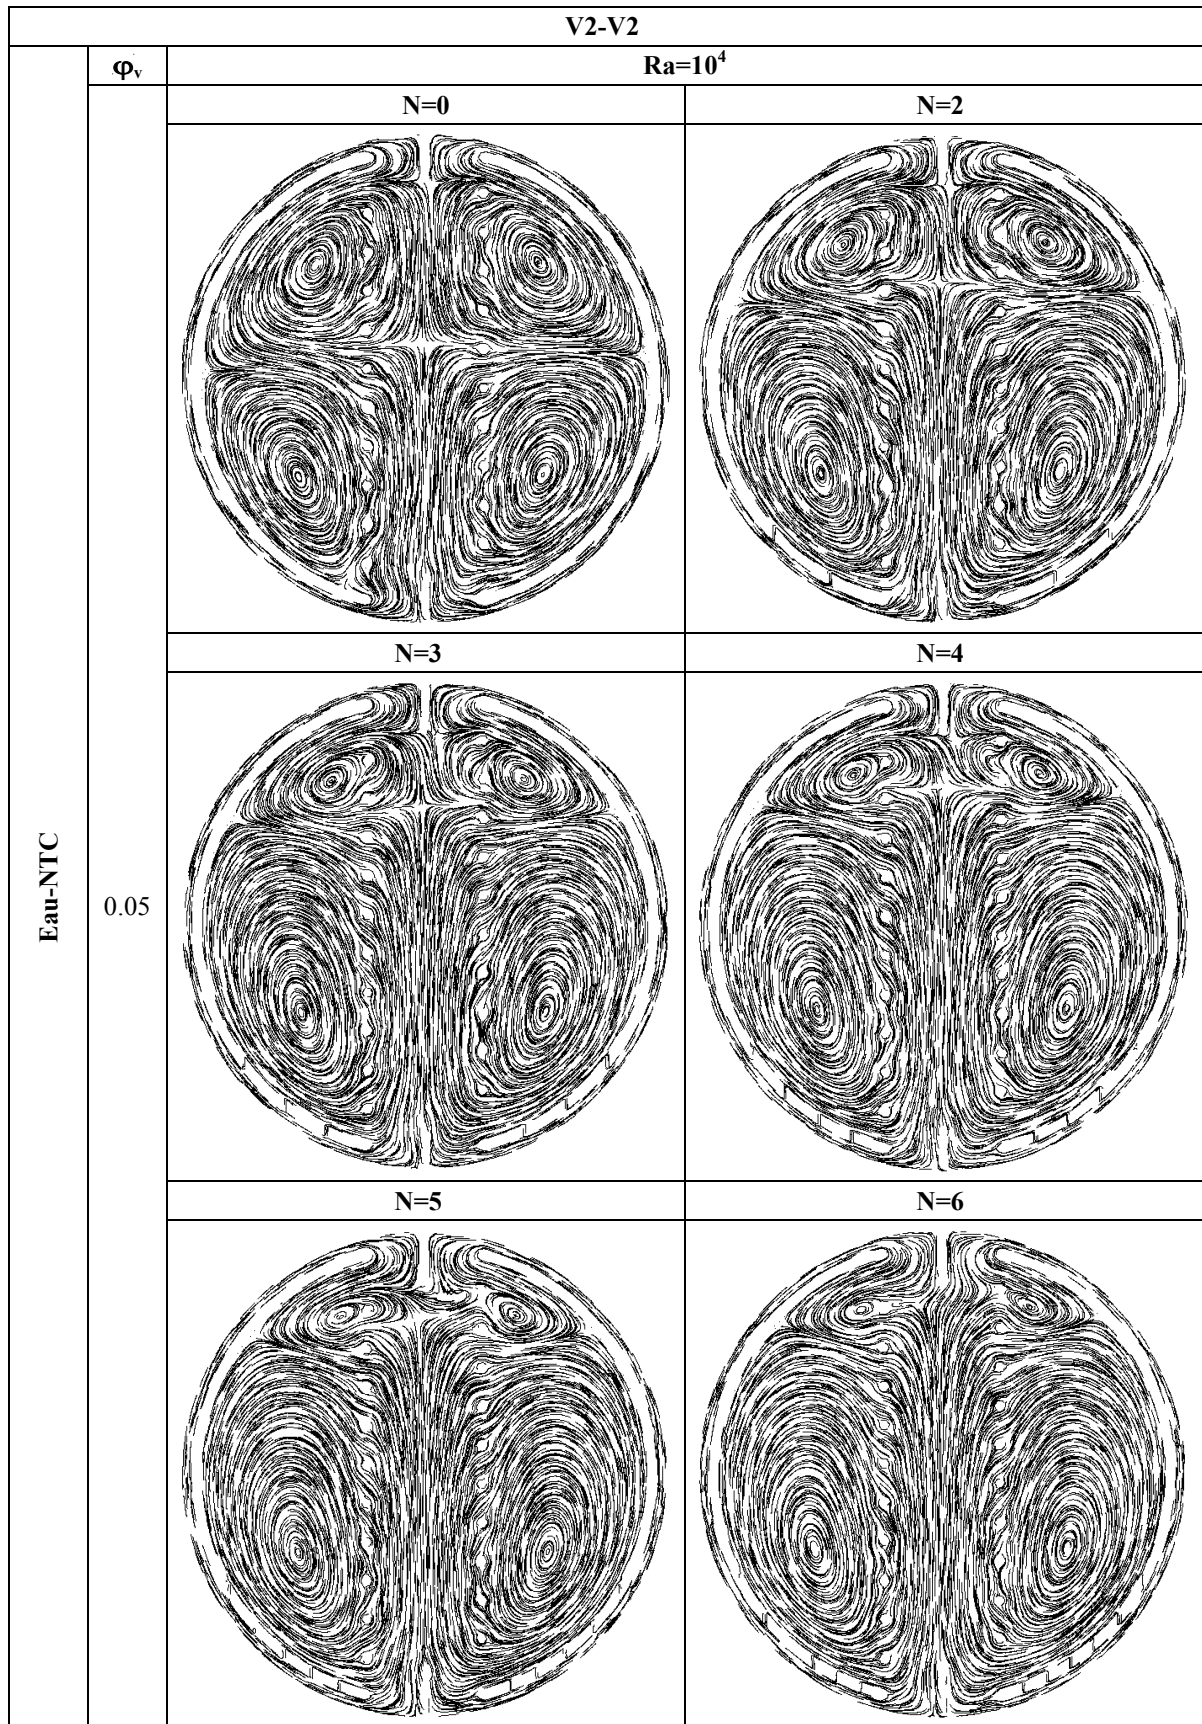 V2-V2
φv
Ra=10⁴
N=0
N=2
N=3
N=4
Eau-NTC
0.05
N=5
N=6